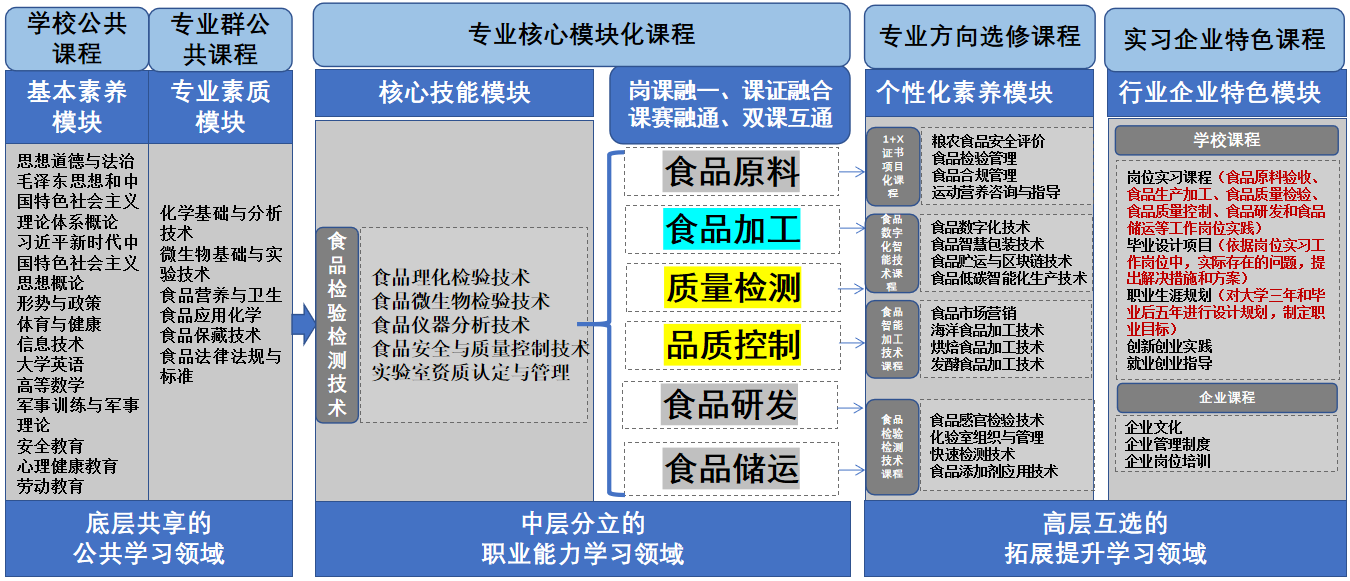 学校公共
课程
基本素养
模块
思想道德与法治
毛泽东思想和中
国特色社会主义
理论体系概论
习近平新时代中
国特色社会主义
思想概论
形势与政策
体育与健康
信息技术
大学英语
高等数学
军事训练与军事
理论
安全教育
心理健康教育
劳动教育
专业群公
共课程
专业素质
模块
化学基础与分析
技术
微生物基础与实
验技术
食品营养与卫生
食品应用化学
食品保藏技术
食品法律法规与
标准
底层共享的
公共学习领域
专业核心模块化课程
核心技能模块
食品检验检测技术
食品理化检验技术
食品微生物检验技术
食品仪器分析技术
食品安全与质量控制技术
实验室资质认定与管理
岗课融一、课证融合
课赛融通、双课互通
食品原料
食品加工
质量检测
品质控制
食品研发
食品储运
中层分立的
职业能力学习领域
专业方向选修课程
个性化素养模块
1+X
证书
项目
化课
程
粮农食品安全评价
食品检验管理
食品合规管理
运动营养咨询与指导
食品
数字
化智
能技
术课
程
食品数字化技术
食品智慧包装技术
食品贮运与区块链技术
食品低碳智能化生产技术
食品
智能
加工
技术
课程
食品市场营销
海洋食品加工技术
烘焙食品加工技术
发酵食品加工技术
食品
检验
检测
技术
课程
食品感官检验技术
化验室组织与管理
快速检测技术
食品添加剂应用技术
实习企业特色课程
行业企业特色模块
学校课程
岗位实习课程（食品原料验收、
食品生产加工、食品质量检验、
食品质量控制、食品研发和食品
储运等工作岗位实践）
毕业设计项目（依据岗位实习工
作岗位中，实际存在的问题，提
出解决措施和方案）
职业生涯规划（对大学三年和毕
业后五年进行设计规划，制定职
业目标）
创新创业实践
就业创业指导
企业课程
企业文化
企业管理制度
企业岗位培训
高层互选的
拓展提升学习领域